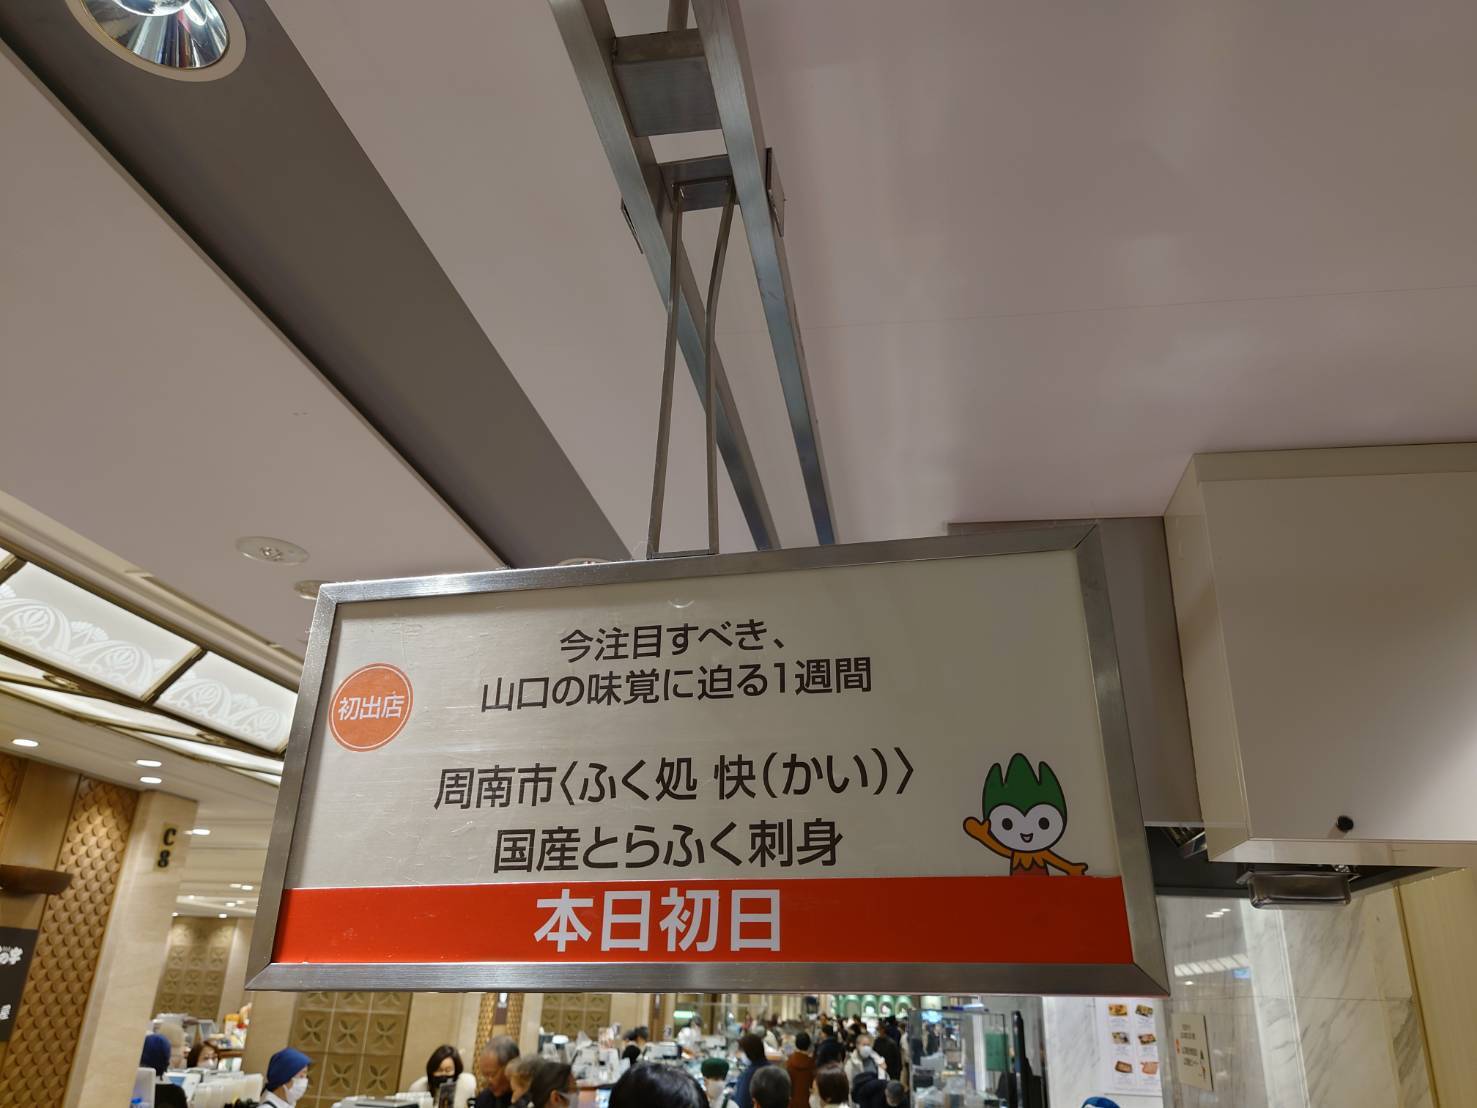 今注目すべき、
山口の味覚に迫る1週間
初出店
周南市〈ふく処 快(かい)〉
国産とらふく刺身
本日初日
C
8